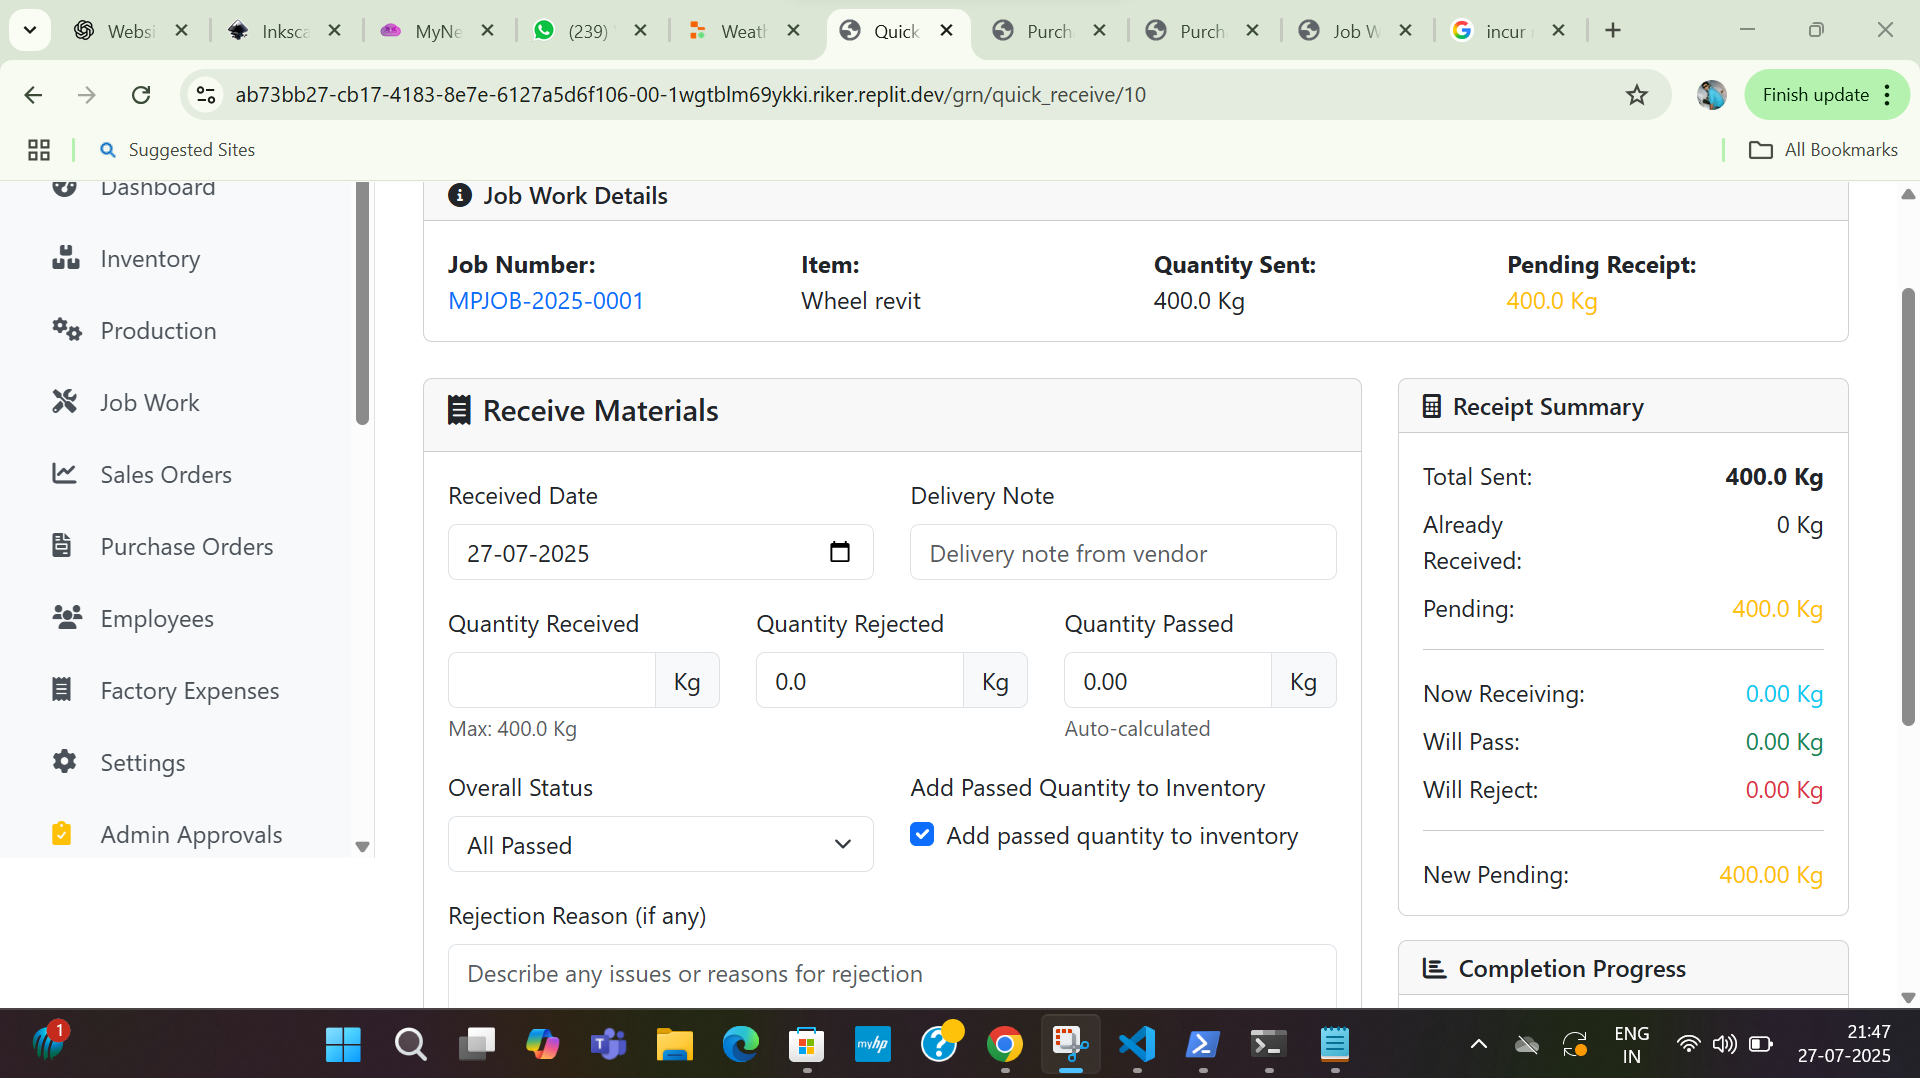 Websi
Inksca
MyNe
(239)
Weath
Quick
Purch
Purch
Job W
incur
ab73bb27-cb17-4183-8e7e-6127a5d6f106-00-1wgtblm69ykki.riker.replit.dev/grn/quick_receive/10
Finish update
Suggested Sites
All Bookmarks
Dashboard
Inventory
Production
Job Work
Sales Orders
Purchase Orders
Employees
Factory Expenses
Settings
Admin Approvals
Job Work Details
Job Number: Item: Quantity Sent: Pending Receipt:
MPJOB-2025-0001 Wheel revit 400.0 Kg 400.0 Kg
Receive Materials
Received Date Delivery Note
27-07-2025 Delivery note from vendor
Quantity Received Quantity Rejected Quantity Passed
Kg 0.0 Kg 0.00 Kg
Max: 400.0 Kg Auto-calculated
Overall Status Add Passed Quantity to Inventory
All Passed Add passed quantity to inventory
Rejection Reason (if any)
Describe any issues or reasons for rejection
Receipt Summary
Total Sent: 400.0 Kg
Already 0 Kg
Received:
Pending: 400.0 Kg
Now Receiving: 0.00 Kg
Will Pass: 0.00 Kg
Will Reject: 0.00 Kg
New Pending: 400.00 Kg
Completion Progress
1
myhp
ENG
IN
21:47
27-07-2025